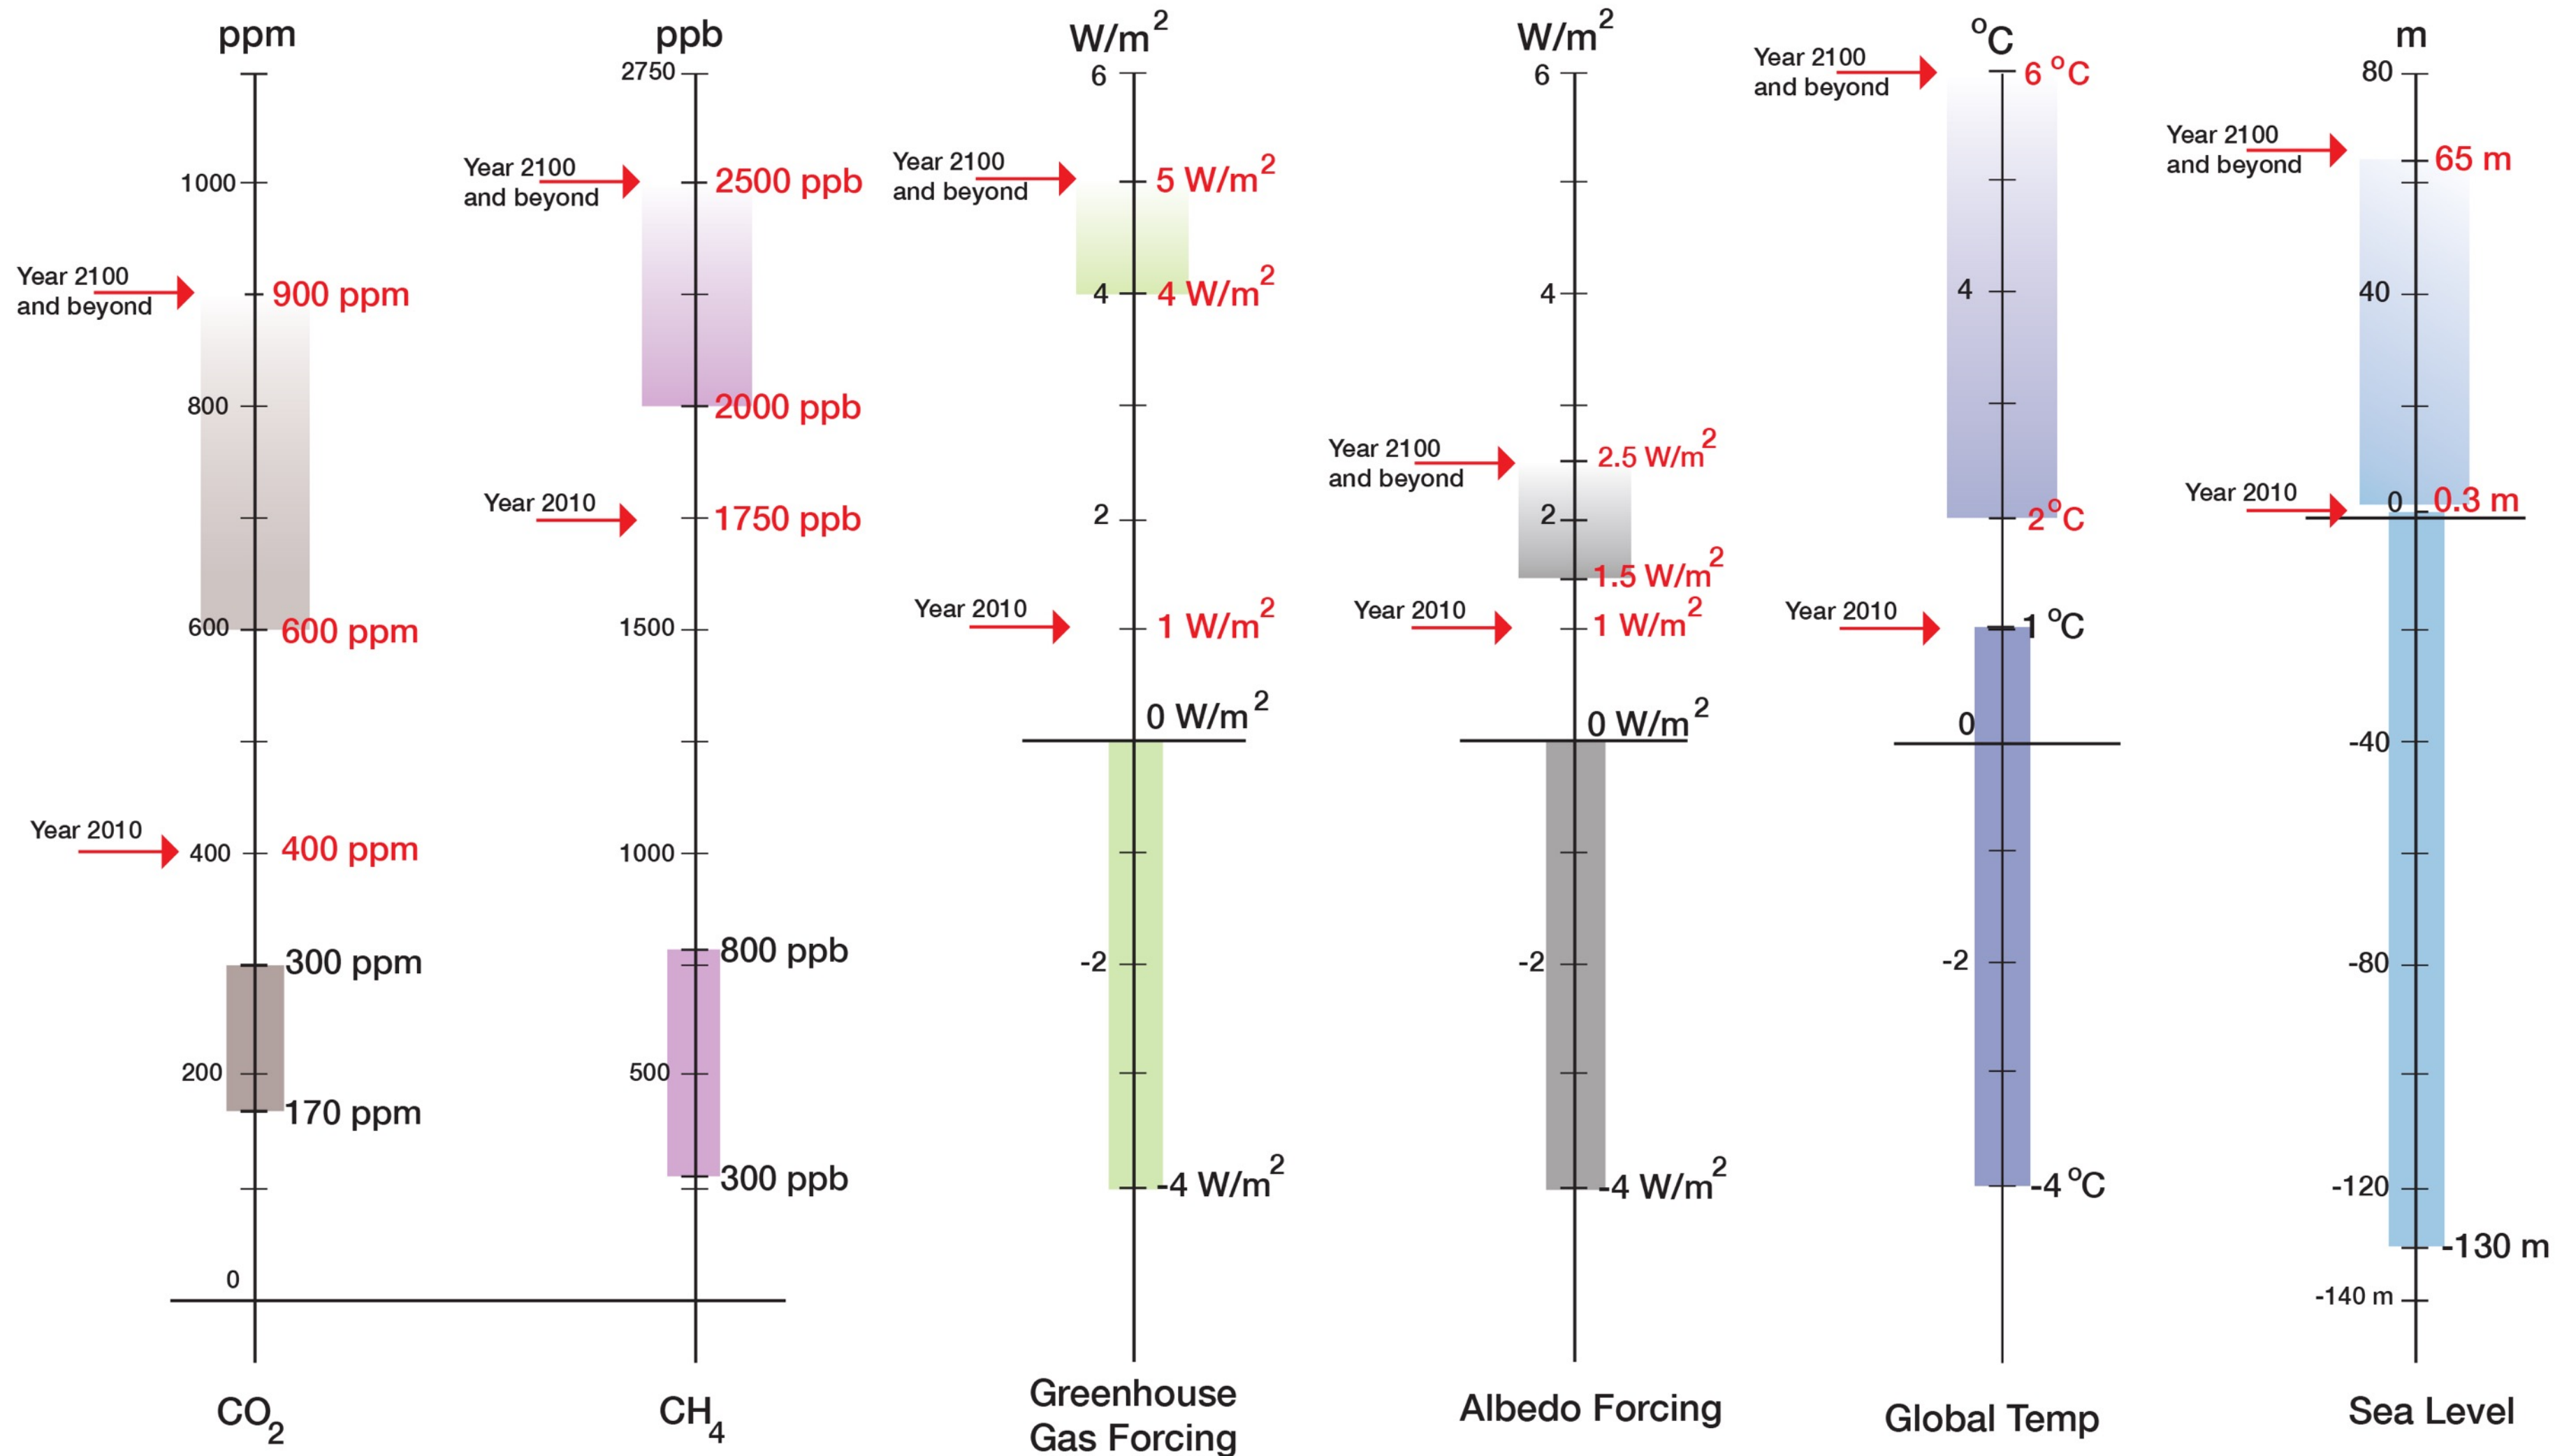 ppm
1000
Year 2100
and beyond
900 ppm
800
600
600 ppm
Year 2010
400
400 ppm
300 ppm
200
170 ppm
0
CO2
ppb
2750
Year 2100
and beyond
2500 ppb
2000 ppb
Year 2010
1750 ppb
1500
1000
800 ppb
500
300 ppb
CH4
W/m2
6
Year 2100
and beyond
5 W/m2
4
4 W/m2
2
Year 2010
1 W/m2
0 W/m2
-2
-4 W/m2
Greenhouse
Gas Forcing
W/m2
6
4
Year 2100
and beyond
2.5 W/m2
2
1.5 W/m2
Year 2010
1 W/m2
0 W/m2
-2
-4 W/m2
Albedo Forcing
oC
Year 2100
and beyond
6 oC
4
2oC
Year 2010
1 oC
0
-2
-4 oC
Global Temp
m
80
Year 2100
and beyond
65 m
40
Year 2010
0
0.3 m
-40
-80
-120
-130 m
-140 m
Sea Level